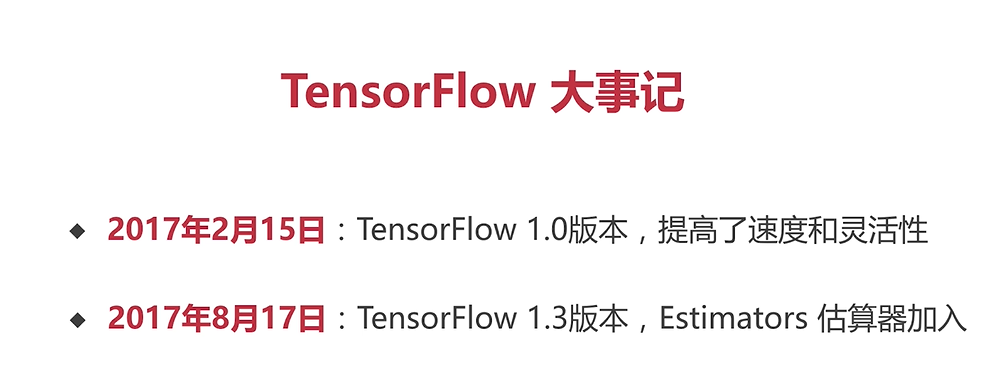 TensorFlow 大事记
◆ 2017年2月15日：TensorFlow 1.0版本，提高了速度和灵活性
◆ 2017年8月17日：TensorFlow 1.3版本，Estimators 估算器加入